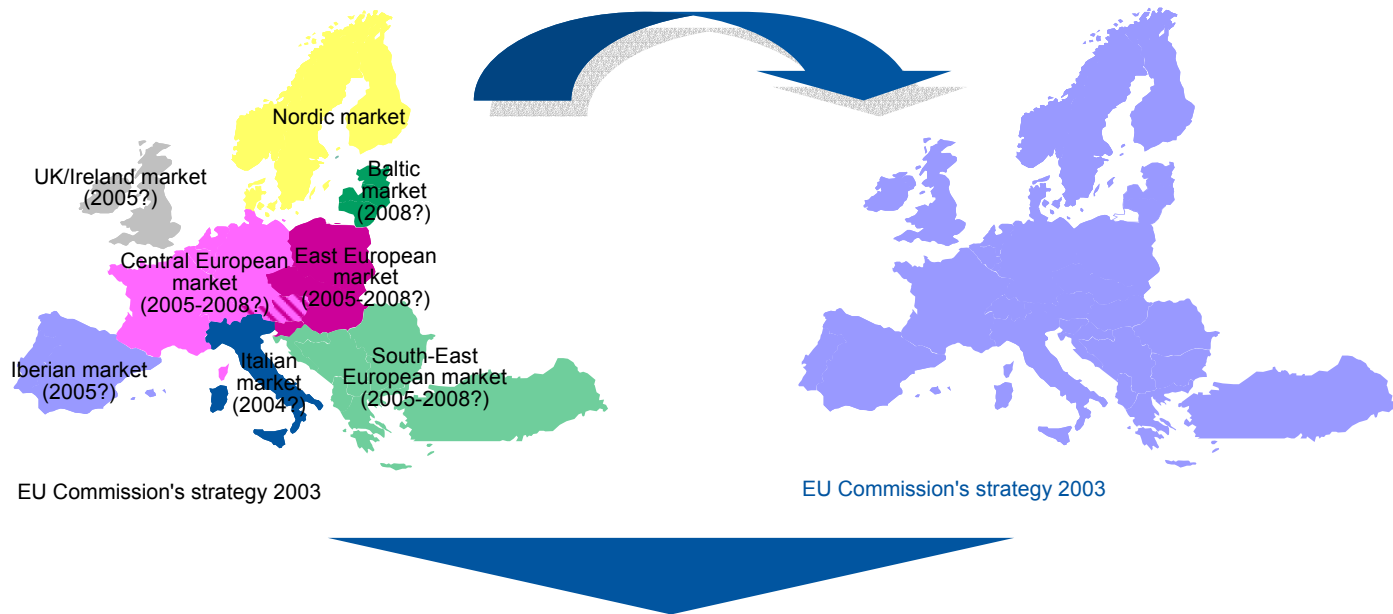 Nordic market
UK/Ireland market
(2005?)
Baltic
market
(2008?)
Central European
market
(2005-2008?)
East European
market
(2005-2008?)
Iberian market
(2005?)
Italian
market
(2004?)
South-East
European market
(2005-2008?)
EU Commission's strategy 2003
EU Commission's strategy 2003